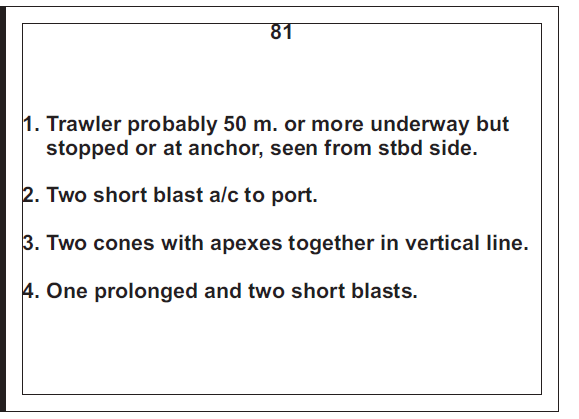 81
1. Trawler probably 50 m. or more underway but
stopped or at anchor, seen from stbd side.
2. Two short blast a/c to port.
3. Two cones with apexes together in vertical line.
4. One prolonged and two short blasts.